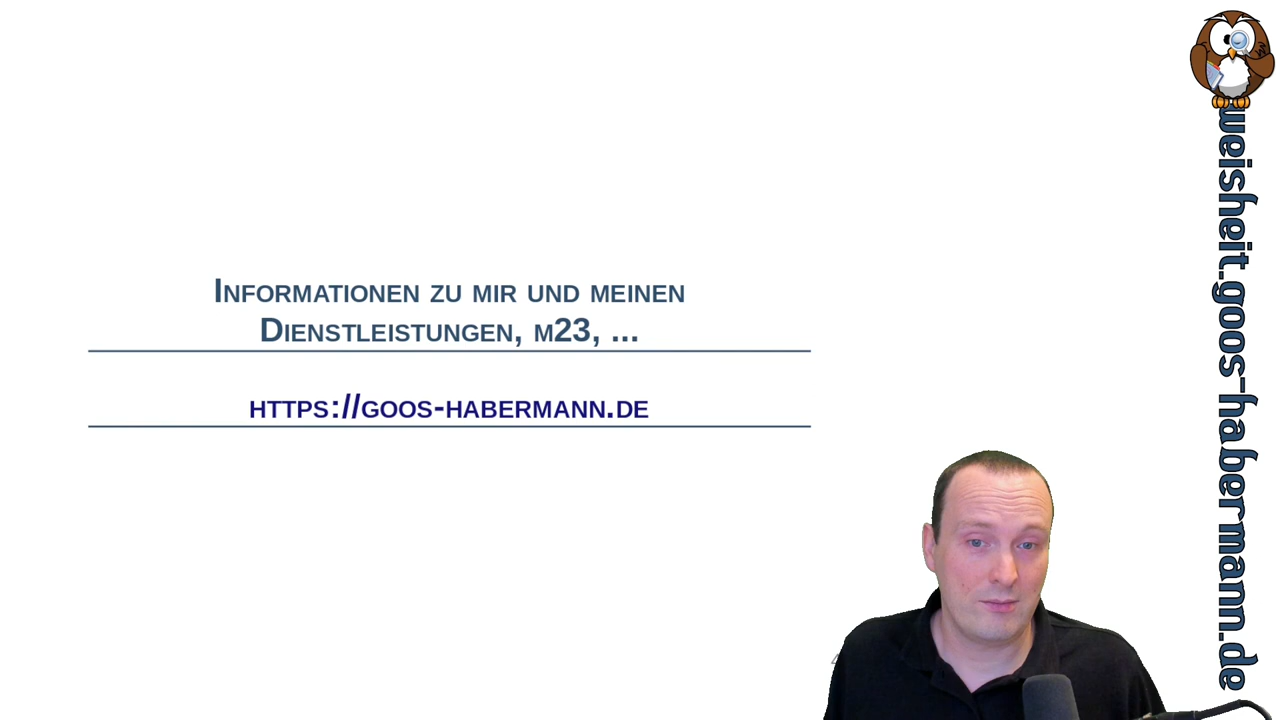 Informationen zu mir und meinen
Dienstleistungen, m23, ...
https://goos-habermann.de
weisheit.goos-habermann.de